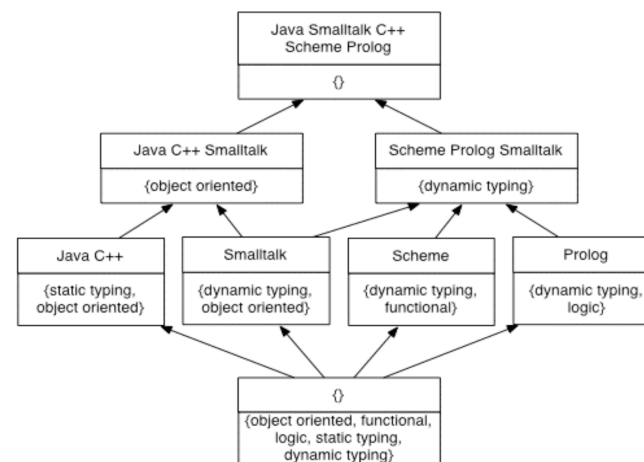 Java Smalltalk C++
Scheme Prolog
{}
Java C++ Smalltalk
{object oriented}
Scheme Prolog Smalltalk
{dynamic typing}
Java C++
{static typing,
object oriented}
Smalltalk
{dynamic typing,
object oriented}
Scheme
{dynamic typing,
functional}
Prolog
{dynamic typing,
logic}
{}
{object oriented, functional,
logic, static typing,
dynamic typing}